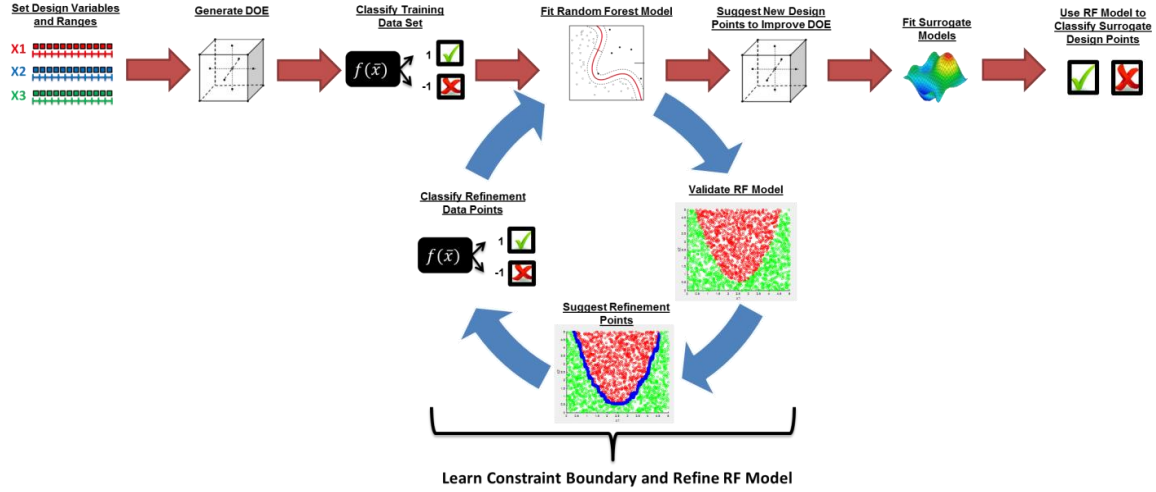 Set Design Variables
and Ranges
X1
X2
X3
Generate DOE
Classify Training
Data Set
f(x̄)
1
-1
Fit Random Forest Model
Suggest New Design
Points to Improve DOE
Fit Surrogate
Models
Use RF Model to
Classify Surrogate
Design Points
Validate RF Model
Suggest Refinement
Points
Classify Refinement
Data Points
f(x̄)
1
-1
Learn Constraint Boundary and Refine RF Model